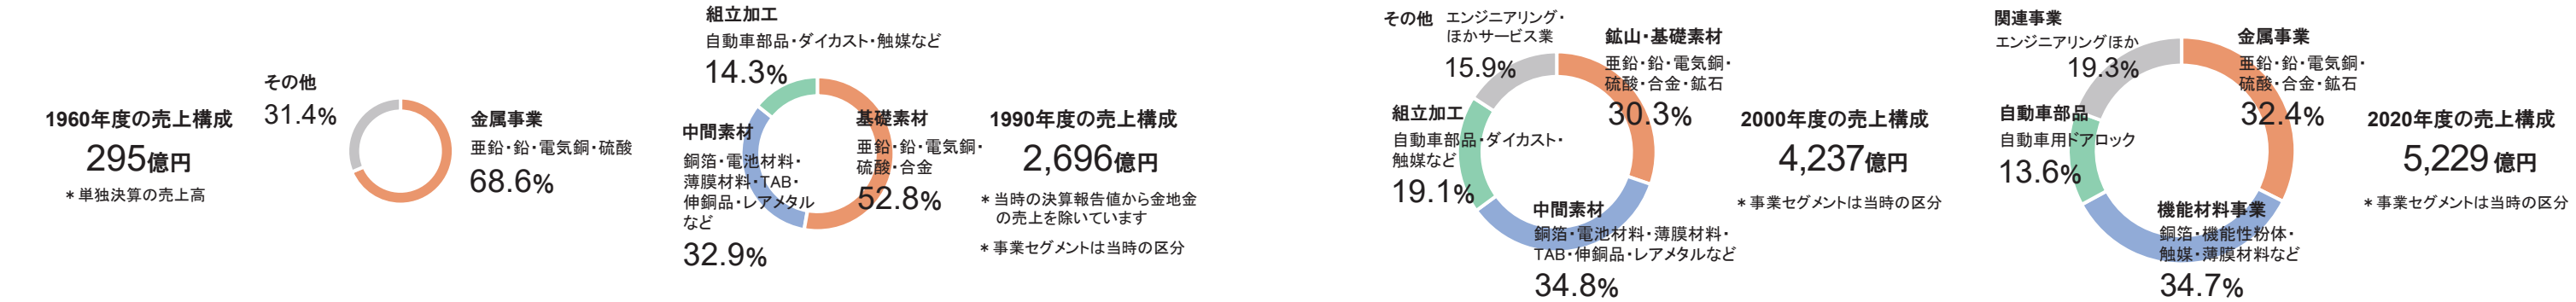 1960年度の売上構成
295億円
＊単独決算の売上高
その他
31.4%
金属事業
亜鉛・鉛・電気銅・硫酸
68.6%
組立加工
自動車部品・ダイカスト・触媒など
14.3%
中間素材
銅箔・電池材料・
薄膜材料・TAB・
伸銅品・レアメタル
など
32.9%
基礎素材
亜鉛・鉛・電気銅・
硫酸・合金
52.8%
1990年度の売上構成
2,696億円
＊当時の決算報告値から金地金
の売上を除いています
＊事業セグメントは当時の区分
その他 エンジニアリング・
ほかサービス業
15.9%
鉱山・基礎素材
亜鉛・鉛・電気銅・
硫酸・合金・鉱石
30.3%
組立加工
自動車部品・ダイカスト・
触媒など
19.1%
中間素材
銅箔・電池材料・薄膜材料・
TAB・伸銅品・レアメタルなど
34.8%
2000年度の売上構成
4,237億円
＊事業セグメントは当時の区分
関連事業
エンジニアリングほか
19.3%
金属事業
亜鉛・鉛・電気銅・
硫酸・合金・鉱石
32.4%
自動車部品
自動車用ドアロック
13.6%
機能材料事業
銅箔・機能性粉体・
触媒・薄膜材料など
34.7%
2020年度の売上構成
5,229億円
＊事業セグメントは当時の区分